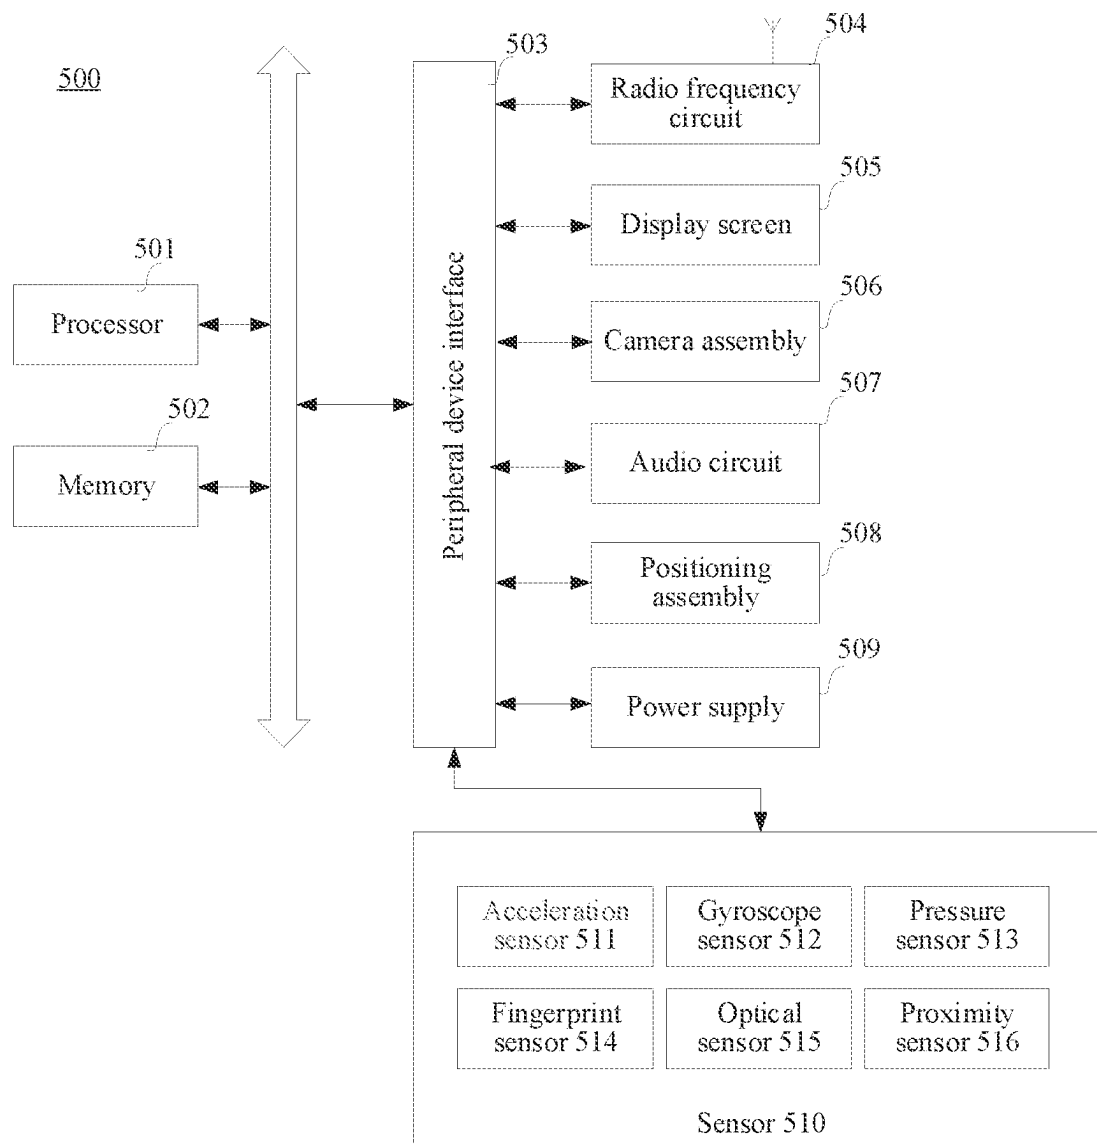 500
503
504
Radio frequency
circuit
505
Display screen
501
Processor
506
Camera assembly
502
Memory
Peripheral device interface
507
Audio circuit
508
Positioning
assembly
509
Power supply
Acceleration
sensor 511
Gyroscope
sensor 512
Pressure
sensor 513
Fingerprint
sensor 514
Optical
sensor 515
Proximity
sensor 516
Sensor 510